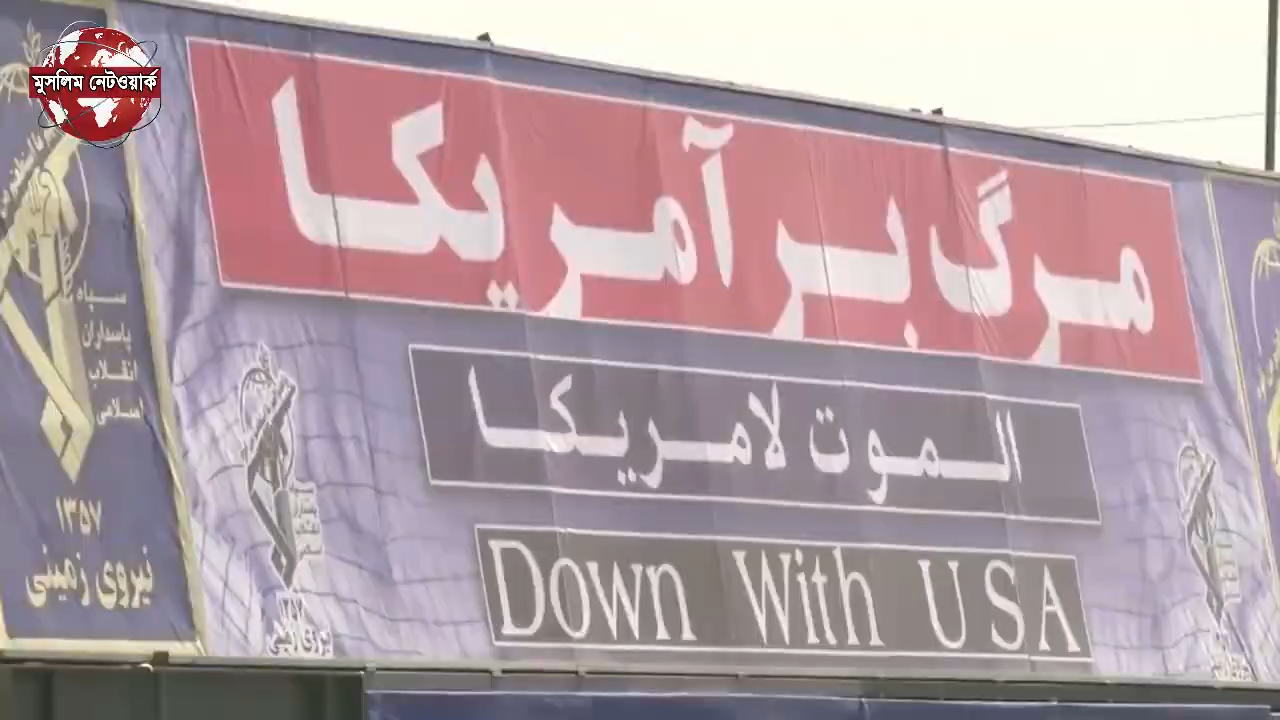 মুসলিম নেটওয়ার্ক
مرگ بر آمریکا
الموت لامریکا
Down With USA
سپاه
پاسداران
انقلاب
اسلامی
۱۳۵۷
نیروی زمینی